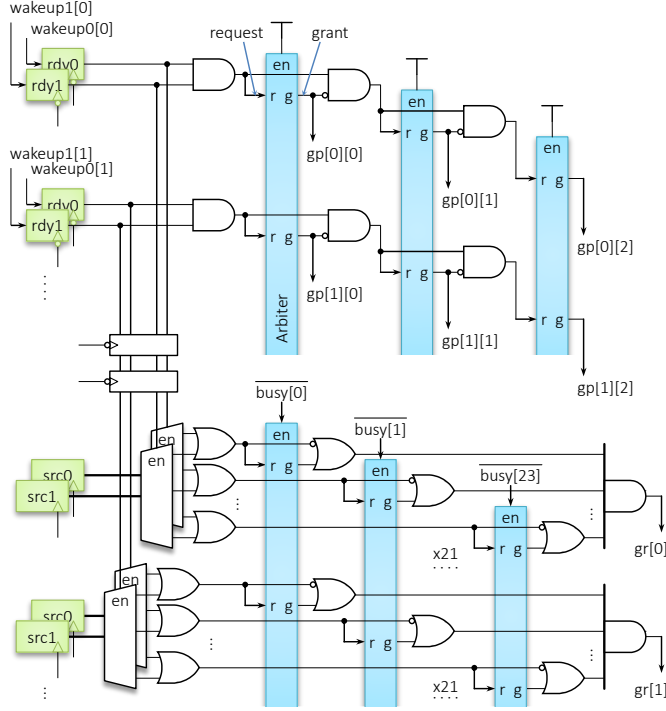 wakeup1[0]
wakeup0[0]
request
grant
rdy0
rdy1
en
r g
gp[0][0]
en
r g
gp[0][1]
en
r g
gp[0][2]
wakeup1[1]
wakeup0[1]
rdy0
rdy1
r g
gp[1][0]
r g
gp[1][1]
r g
gp[1][2]
Arbiter
....
busy[0]
busy[1]
busy[23]
en
en
en
en
en
src0
src1
r g
r g
r g
...
...
x21
....
gr[0]
en
en
src0
src1
r g
r g
r g
...
...
x21
....
gr[1]
...